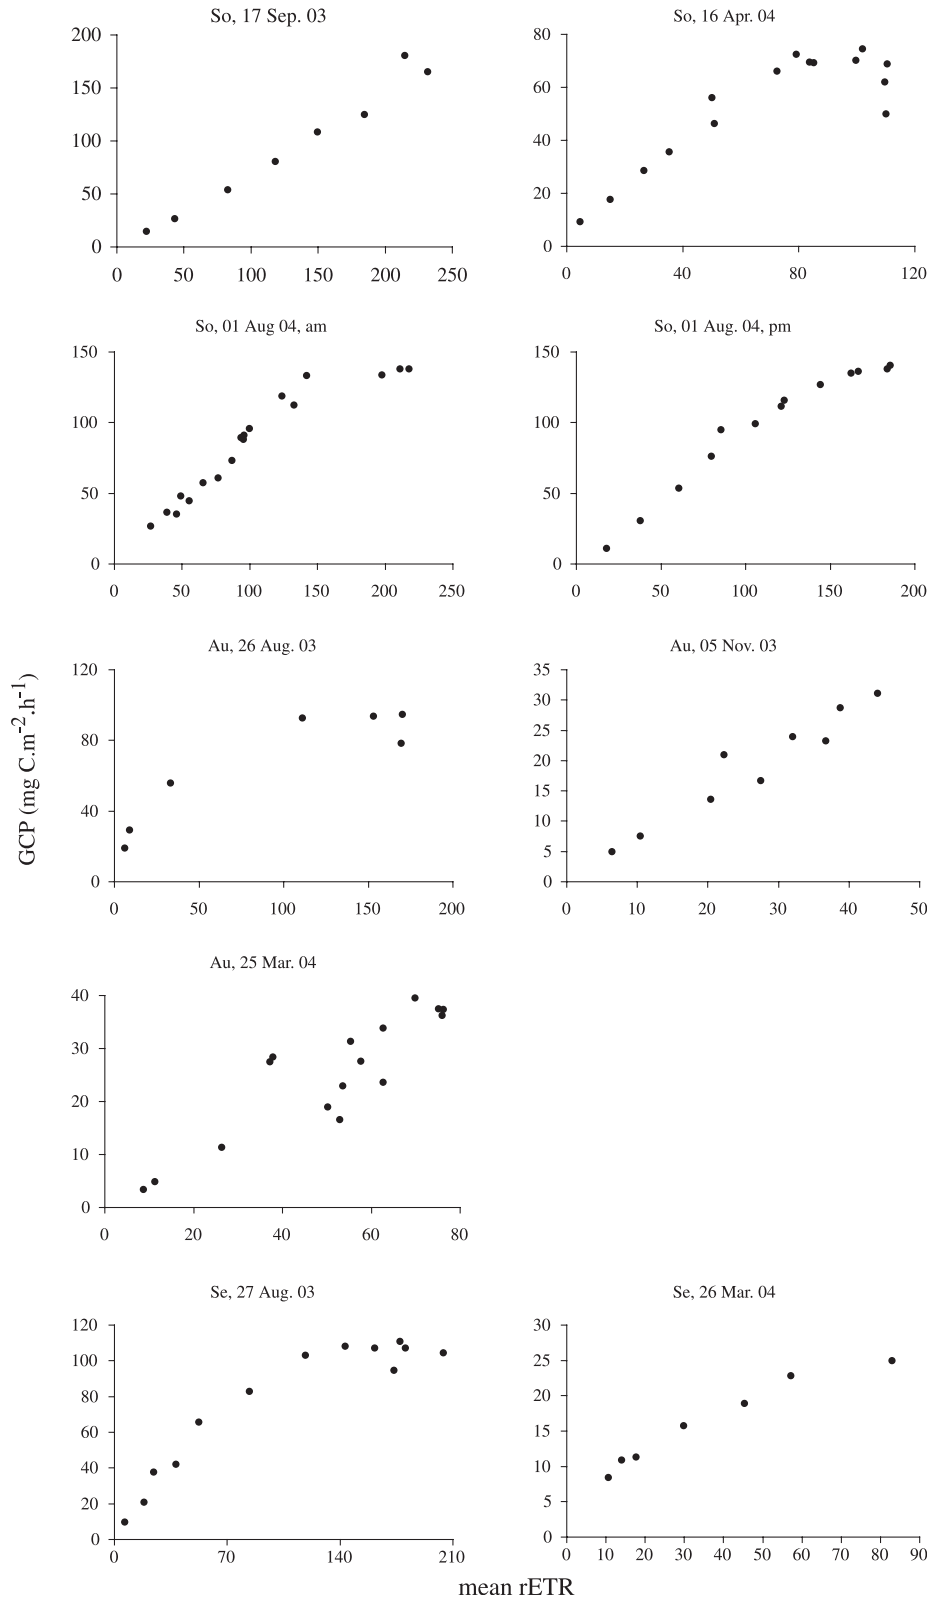 So, 17 Sep. 03
200
150
100
50
0
0 50 100 150 200 250
So, 16 Apr. 04
80
60
40
20
0
0 40 80 120
So, 01 Aug 04, am
150
100
50
0
0 50 100 150 200 250
So, 01 Aug. 04, pm
150
100
50
0
0 50 100 150 200
Au, 26 Aug. 03
120
80
40
0
0 50 100 150 200
Au, 05 Nov. 03
35
30
25
20
15
10
5
0
0 10 20 30 40 50
GCP (mg C.m-2.h-1)
Au, 25 Mar. 04
40
30
20
10
0
0 20 40 60 80
Se, 27 Aug. 03
120
100
80
60
40
20
0
0 70 140 210
Se, 26 Mar. 04
30
25
20
15
10
5
0
0 10 20 30 40 50 60 70 80 90
mean rETR